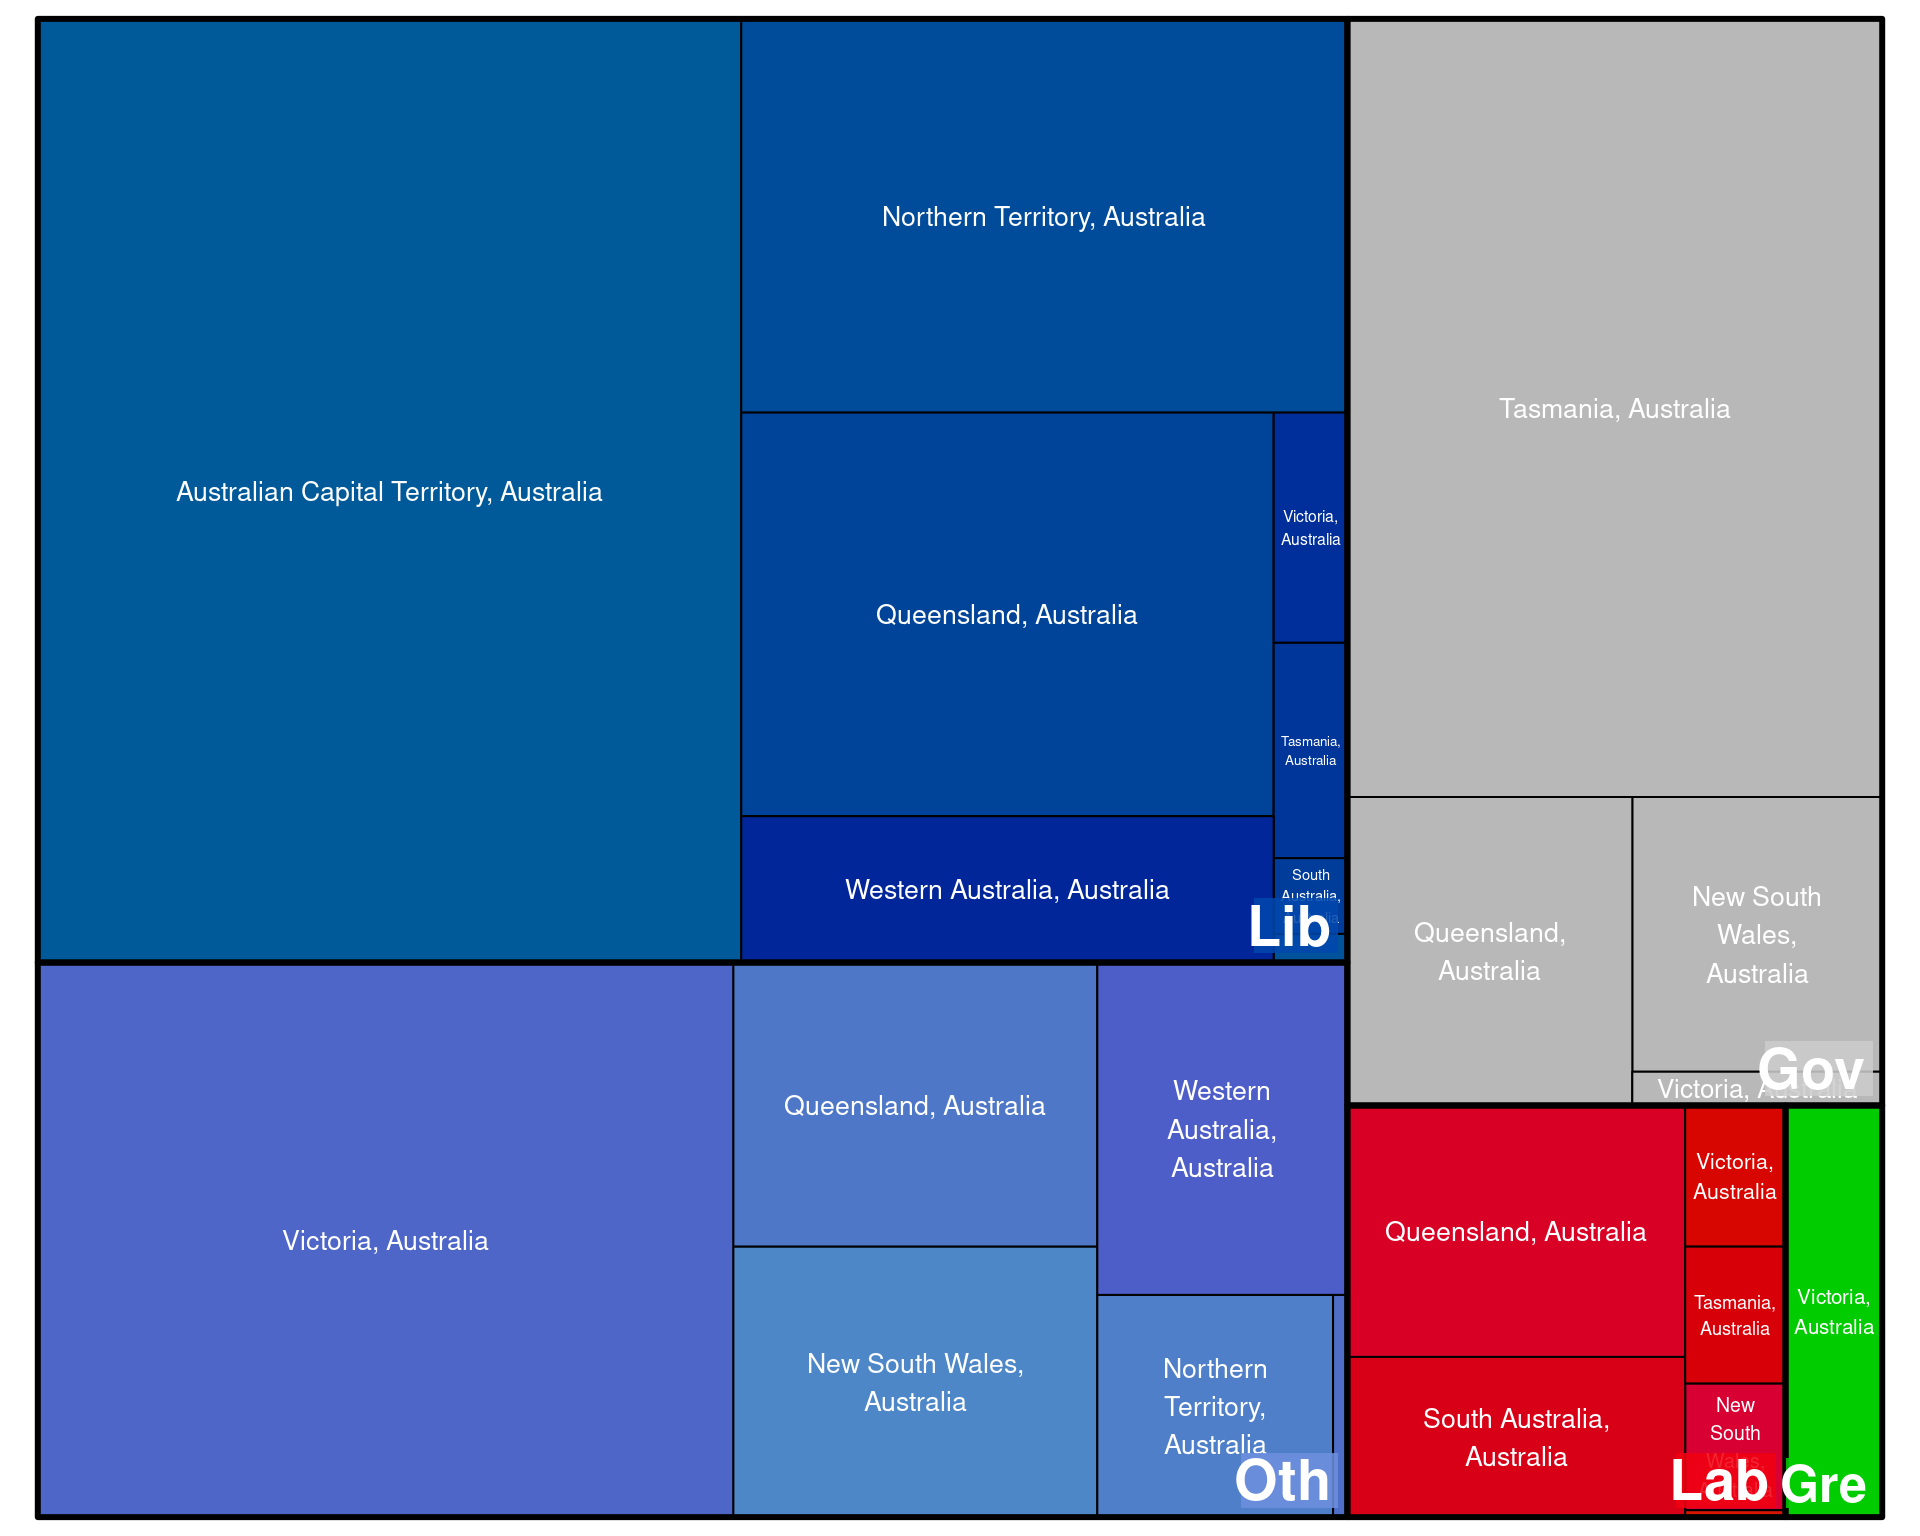 Australian Capital Territory, Australia
Northern Territory, Australia
Queensland, Australia
Victoria,
Australia
Tasmania,
Australia
Western Australia, Australia
South
Australia,
Lib
Tasmania, Australia
Queensland,
Australia
New South
Wales,
Australia
Victoria, Australia
Gov
Victoria, Australia
Queensland, Australia
New South Wales,
Australia
Western
Australia,
Australia
Northern
Territory,
Australia
Oth
Queensland, Australia
South Australia,
Australia
Victoria,
Australia
Tasmania,
Australia
New
South
Wales,
Lab
Victoria,
Australia
Gre